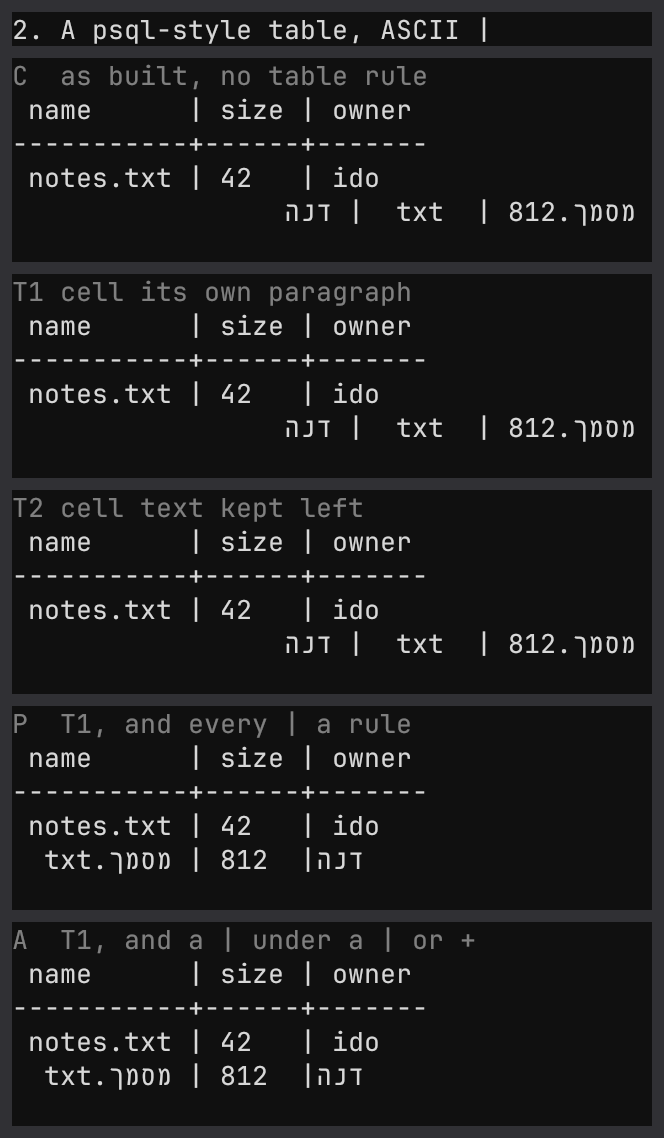 2. A psql-style table, ASCII |
C  as built, no table rule
 name      | size | owner
-----------+------+-------
 notes.txt | 42   | ido
מסמך.812 |  txt  | דנה
T1 cell its own paragraph
 name      | size | owner
-----------+------+-------
 notes.txt | 42   | ido
מסמך.812 |  txt  | דנה
T2 cell text kept left
 name      | size | owner
-----------+------+-------
 notes.txt | 42   | ido
מסמך.812 |  txt  | דנה
P  T1, and every | a rule
 name      | size | owner
-----------+------+-------
 notes.txt | 42   | ido
מסמך.txt | 812  |דנה
A  T1, and a | under a | or +
 name      | size | owner
-----------+------+-------
 notes.txt | 42   | ido
מסמך.txt | 812  |דנה